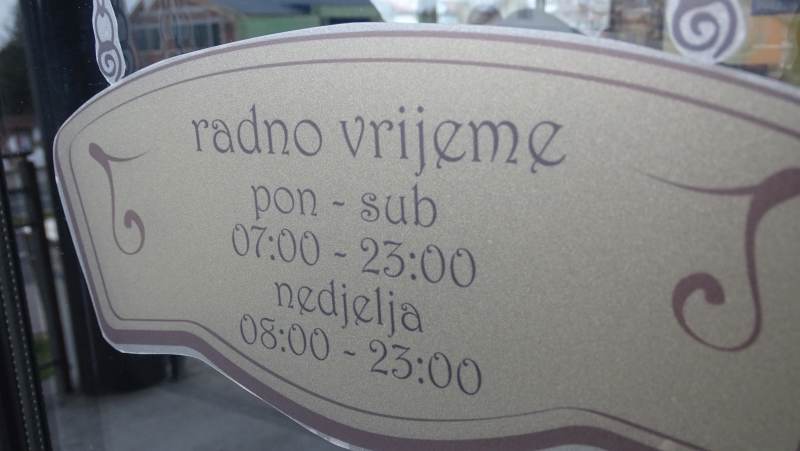 radno vrijeme
pon - sub
07:00 - 23:00
nedjelja
08:00 - 23:00